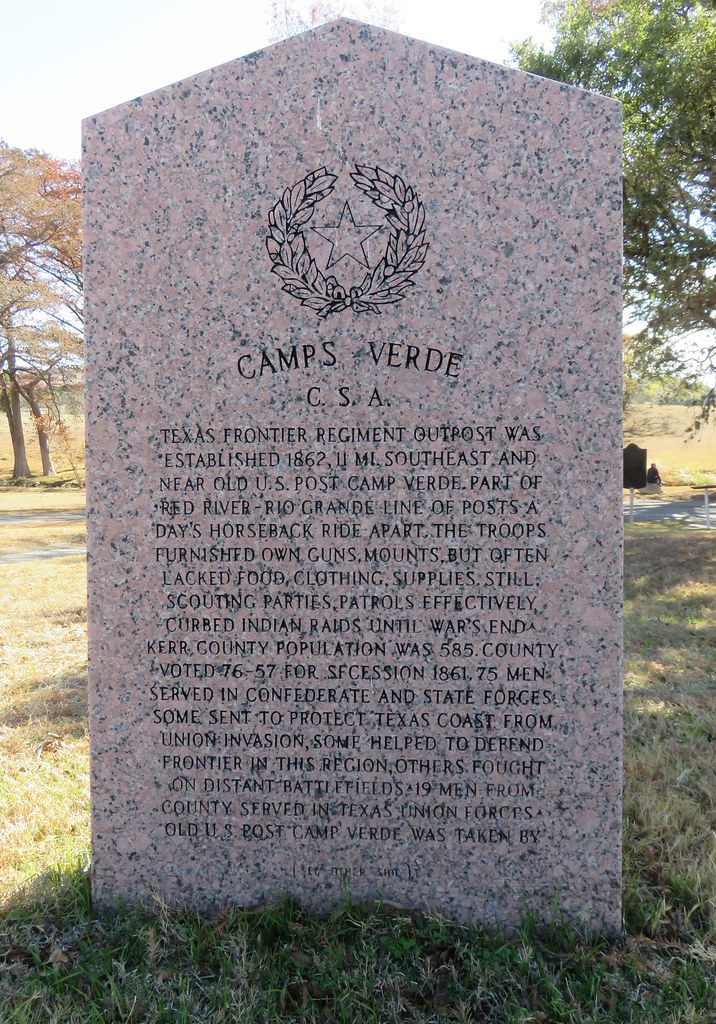 CAMPS VERDE
C. S. A.
TEXAS FRONTIER REGIMENT OUTPOST WAS
ESTABLISHED 1862, 11 MI. SOUTHEAST AND
NEAR OLD U.S. POST CAMP VERDE. PART OF
RED RIVER-RIO GRANDE LINE OF POSTS A
DAY'S HORSEBACK RIDE APART. THE TROOPS
FURNISHED OWN GUNS, MOUNTS, BUT OFTEN
LACKED FOOD, CLOTHING, SUPPLIES. STILL,
SCOUTING PARTIES, PATROLS EFFECTIVELY
CURBED INDIAN RAIDS UNTIL WAR'S END.
KERR COUNTY POPULATION WAS 585. COUNTY
VOTED 76-57 FOR SECESSION 1861. 75 MEN
SERVED IN CONFEDERATE AND STATE FORCES.
SOME SENT TO PROTECT TEXAS COAST FROM
UNION INVASION, SOME HELPED TO DEFEND
FRONTIER IN THIS REGION, OTHERS FOUGHT
ON DISTANT BATTLEFIELDS. 19 MEN FROM
COUNTY SERVED IN TEXAS UNION FORCES.
OLD U.S. POST CAMP VERDE WAS TAKEN BY
(SEE OTHER SIDE)